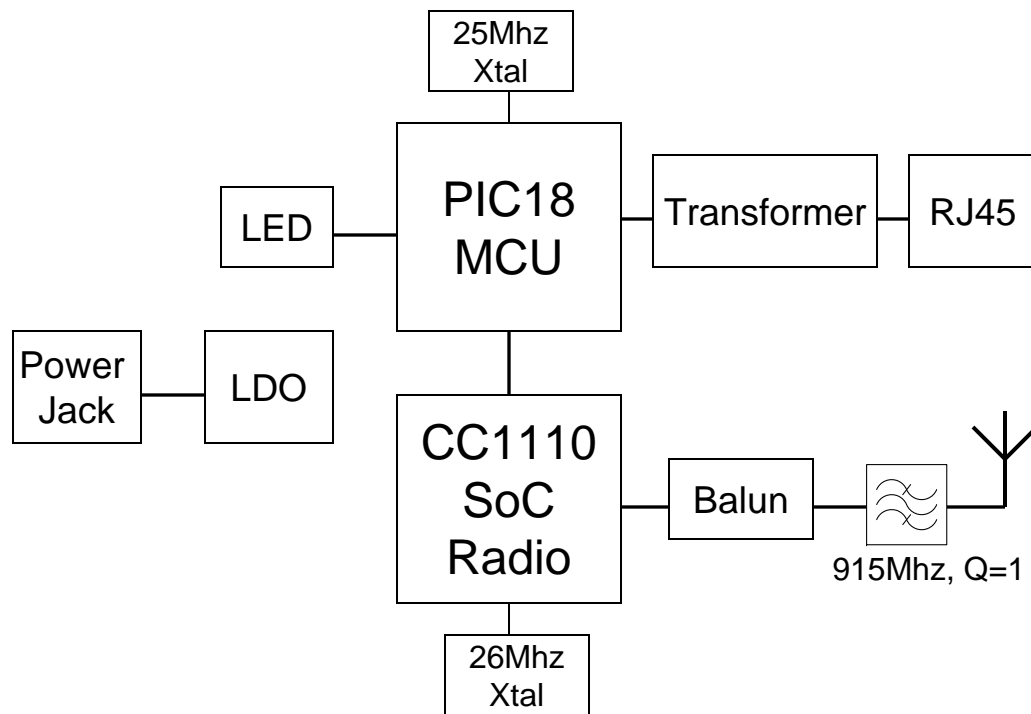 25Mhz
Xtal
PIC18
MCU
LED
Transformer
RJ45
Power
Jack
LDO
CC1110
SoC
Radio
Balun
915Mhz, Q=1
26Mhz
Xtal